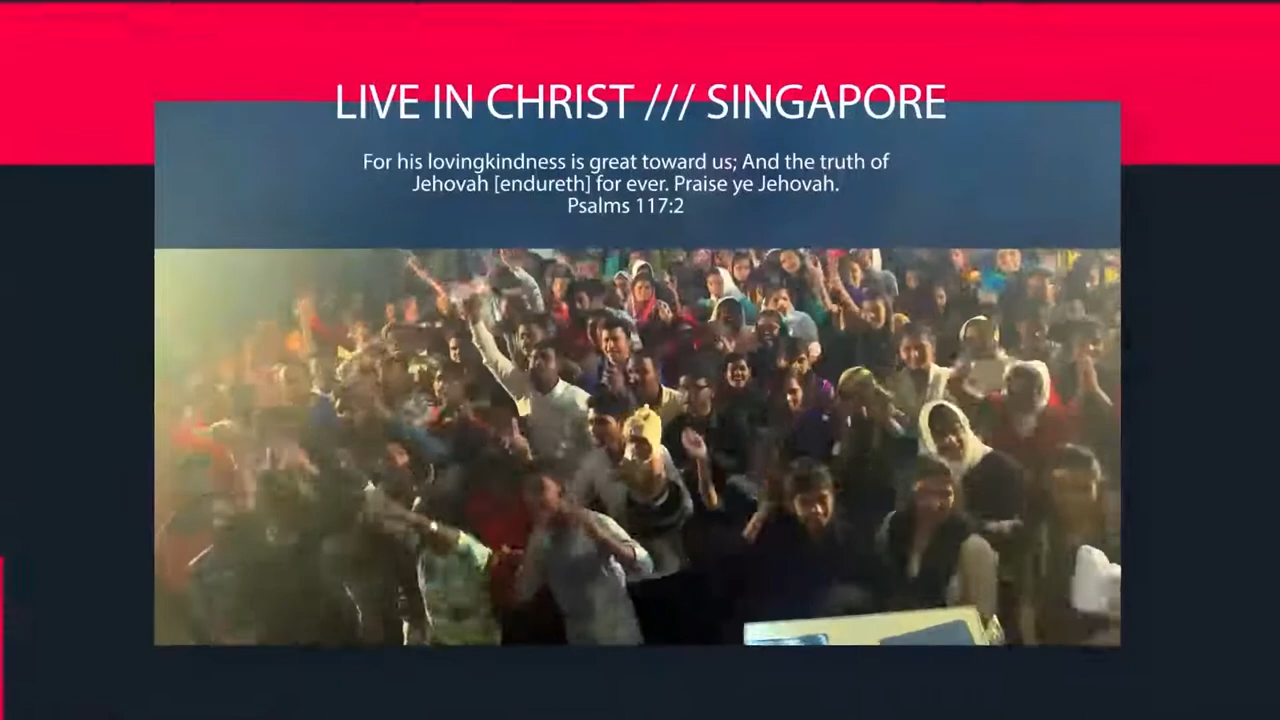 LIVE IN CHRIST /// SINGAPORE
For his lovingkindness is great toward us; And the truth of
Jehovah [endureth] for ever. Praise ye Jehovah.
Psalms 117:2